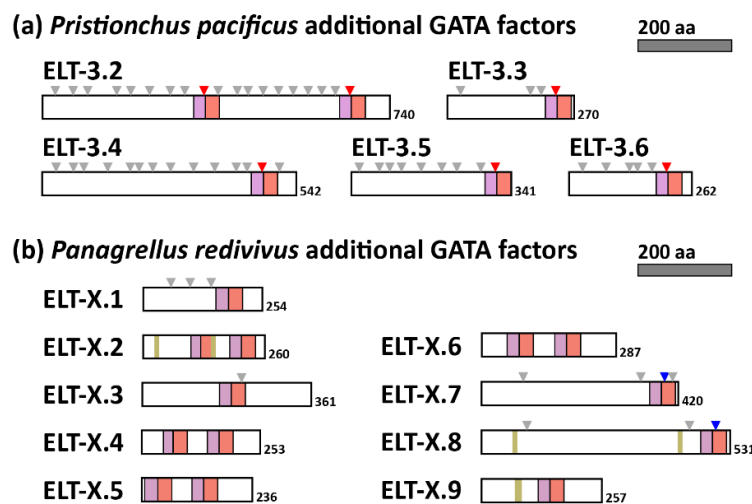 (a) Pristionchus pacificus additional GATA factors
200 aa
ELT-3.2
740
ELT-3.3
270
ELT-3.4
542
ELT-3.5
341
ELT-3.6
262
(b) Panagrellus redivivus additional GATA factors
200 aa
ELT-X.1
254
ELT-X.2
260
ELT-X.3
361
ELT-X.4
253
ELT-X.5
236
ELT-X.6
287
ELT-X.7
420
ELT-X.8
531
ELT-X.9
257